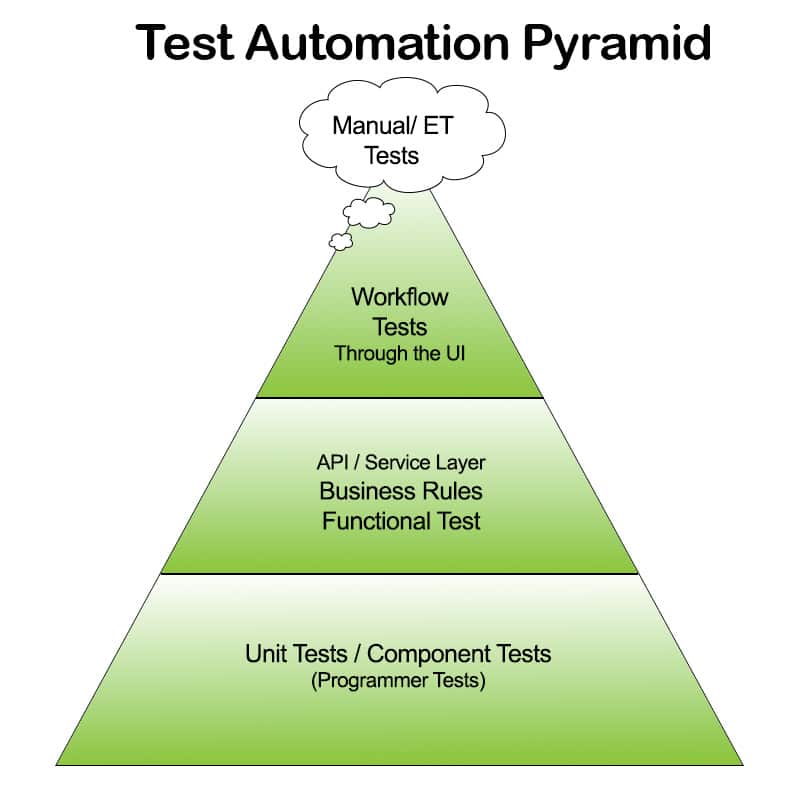 Test Automation Pyramid
Manual/ ET
Tests
Workflow
Tests
Through the UI
API / Service Layer
Business Rules
Functional Test
Unit Tests / Component Tests
(Programmer Tests)